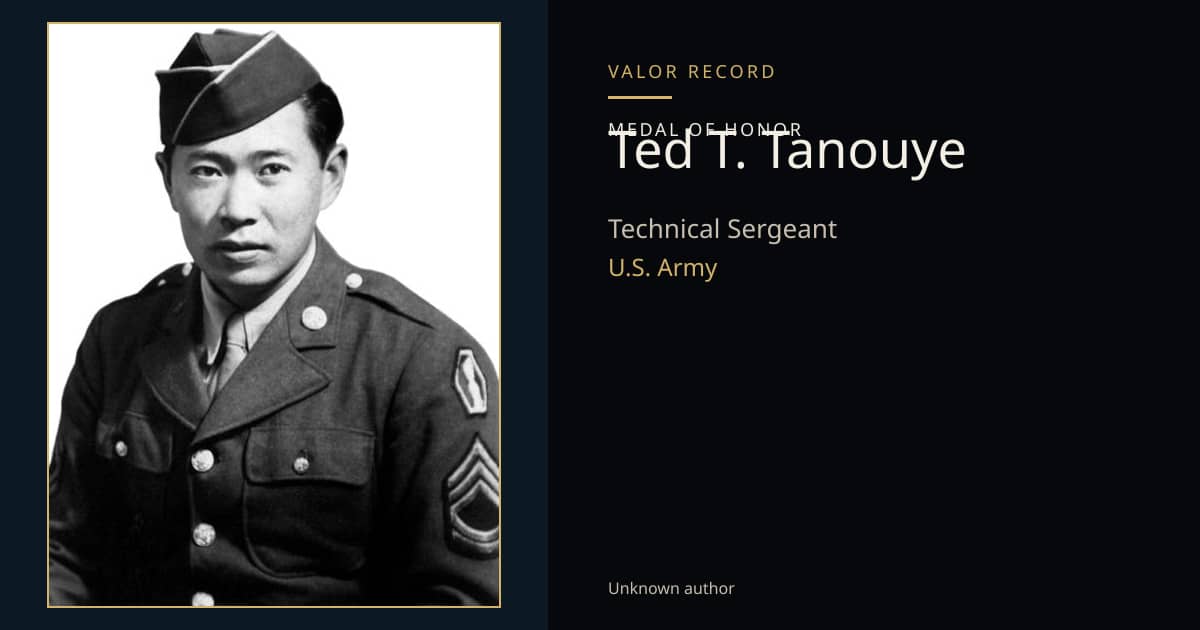 VALOR RECORD
MEDAL OF HONOR
Ted T. Tanouye
Technical Sergeant
U.S. Army
Unknown author